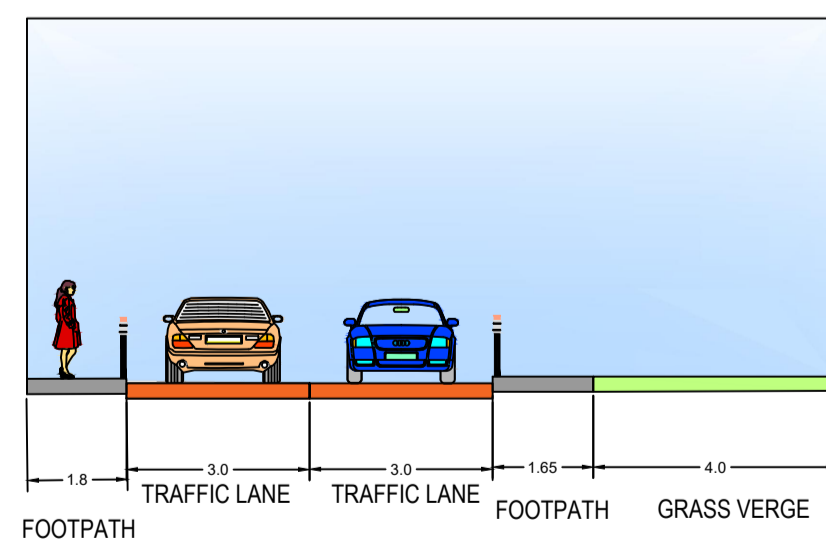 1.8
3.0
3.0
1.65
4.0
FOOTPATH
TRAFFIC LANE
TRAFFIC LANE
FOOTPATH
GRASS VERGE